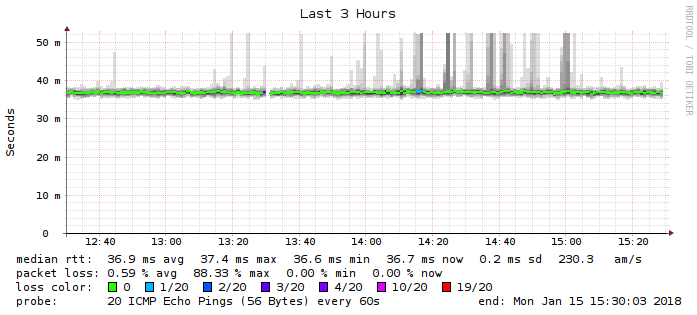 Last 3 Hours
RRDTOOL / TOBI OETIKER
Seconds
50 m
40 m
30 m
20 m
10 m
0
12:40 13:00 13:20 13:40 14:00 14:20 14:40 15:00 15:20
median rtt: 36.9 ms avg 37.4 ms max 36.6 ms min 36.7 ms now 0.2 ms sd 230.3 am/s
packet loss: 0.59 % avg 88.33 % max 0.00 % min 0.00 % now
loss color: 0 1/20 2/20 3/20 4/20 10/20 19/20
probe: 20 ICMP Echo Pings (56 Bytes) every 60s end: Mon Jan 15 15:30:03 2018